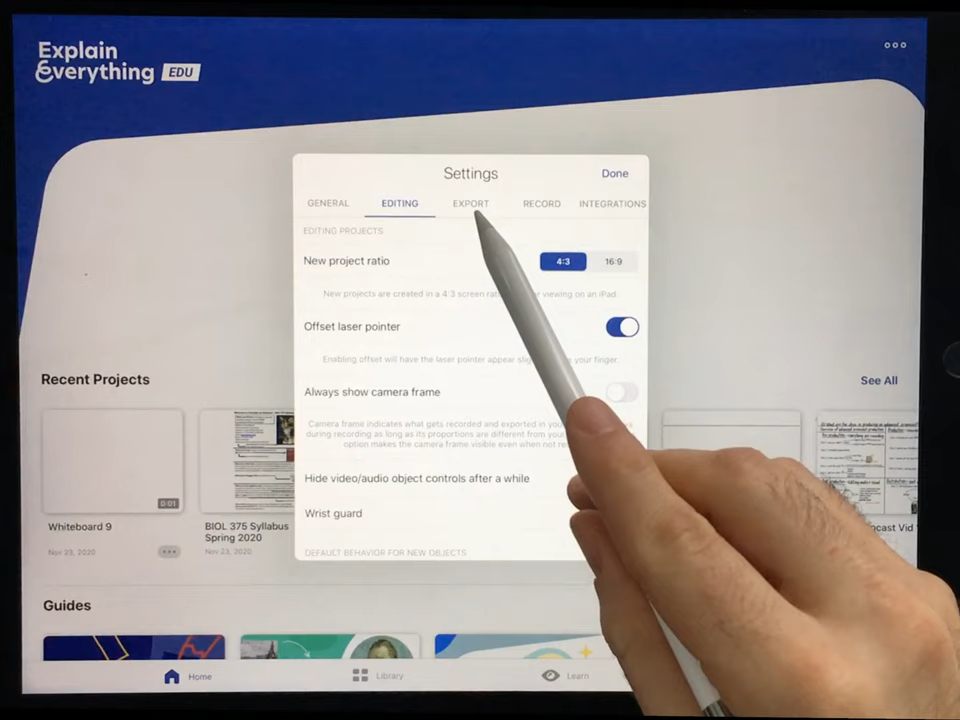 Explain
Everything EDU
Settings
Done
GENERAL
EDITING
EXPORT
RECORD
INTEGRATIONS
EDITING PROJECTS
New project ratio
4:3
16:9
New projects are created in a 4:3 screen viewing on an iPad.
Offset laser pointer
Enabling offset will have the laser pointer appear your finger.
Always show camera frame
Camera frame indicates what gets recorded and exported in
during recording as long as its proportions are different from
option makes the camera frame visible even when not
Hide video/audio object controls after a while
Wrist guard
DEFAULT BEHAVIOR FOR NEW OBJECTS
Recent Projects
See All
0:01
Whiteboard 9
Nov 23, 2020
BIOL 375 Syllabus
Spring 2020
Nov 23, 2020
Vid
Guides
Home
Library
Learn